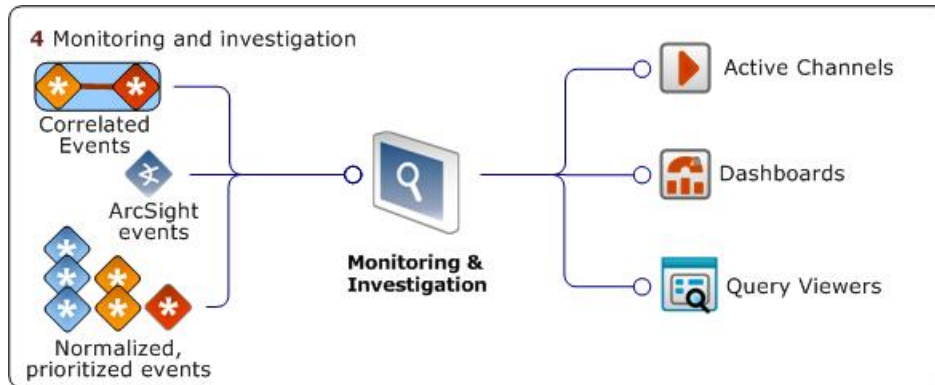 4 Monitoring and investigation
Correlated
Events
ArcSight
events
Normalized,
prioritized events
Monitoring &
Investigation
Active Channels
Dashboards
Query Viewers